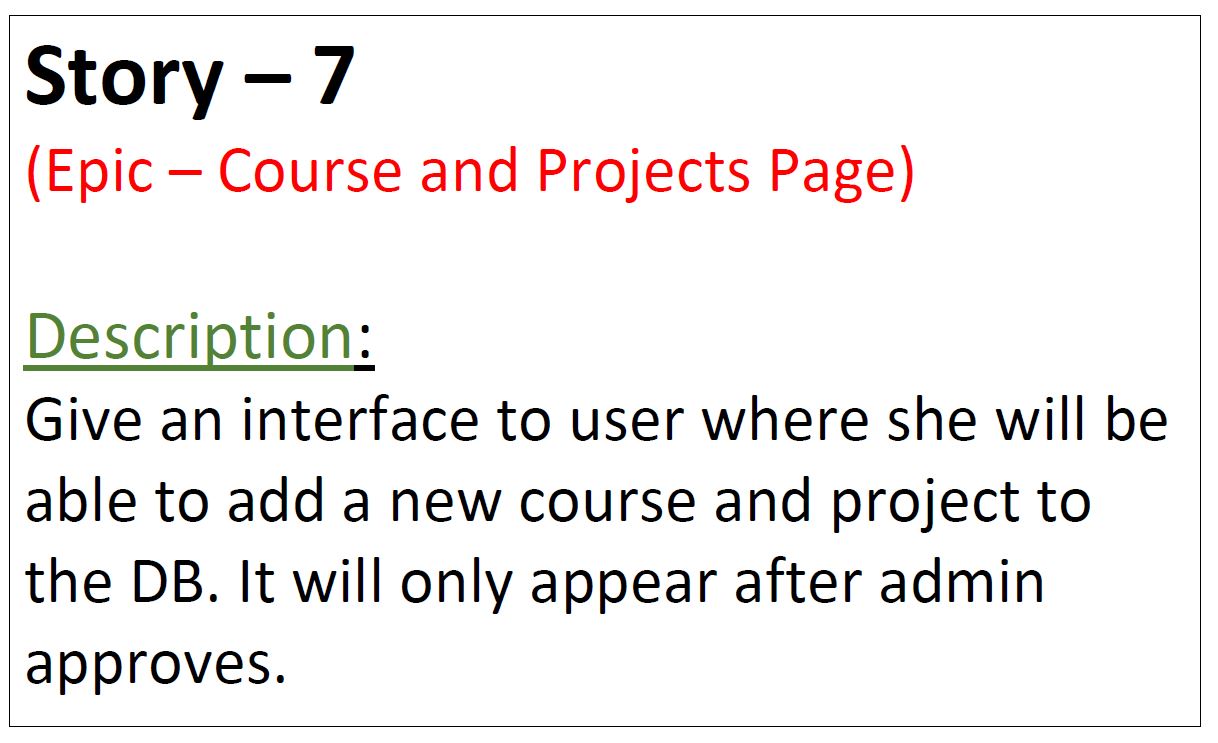 Story – 7
(Epic – Course and Projects Page)
Description:
Give an interface to user where she will be
able to add a new course and project to
the DB. It will only appear after admin
approves.